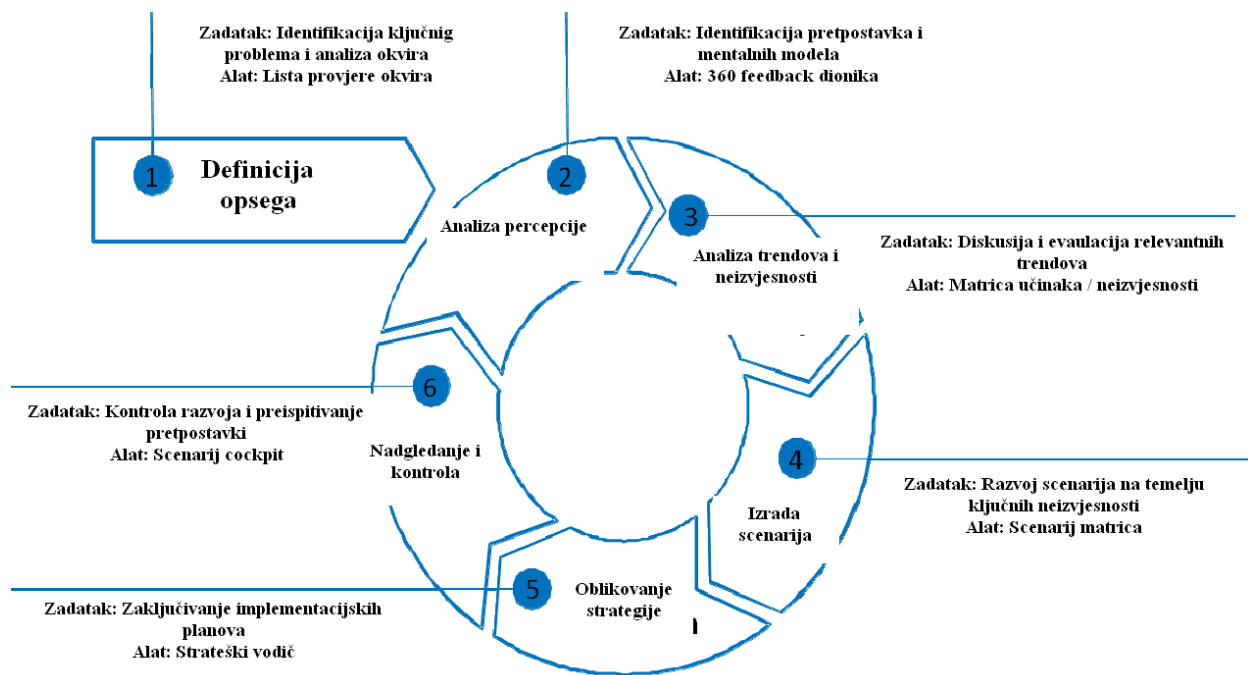 Zadatak: Identifikacija ključnig
problema i analiza okvira
Alat: Lista provjere okvira
1
Definicija
opsega
Zadatak: Identifikacija pretpostavka i
mentalnih modela
Alat: 360 feedback dionika
2
Analiza percepcije
3
Analiza trendova i
neizvjesnosti
Zadatak: Diskusija i evaulacija relevantnih
trendova
Alat: Matrica učinaka / neizvjesnosti
4
Izrada
scenarija
Zadatak: Razvoj scenarija na temelju
ključnih neizvjesnosti
Alat: Scenarij matrica
5
Oblikovanje
strategije
Zadatak: Zaključivanje implementacijskih
planova
Alat: Strateški vodič
6
Nadgledanje i
kontrola
Zadatak: Kontrola razvoja i preispitivanje
pretpostavki
Alat: Scenarij cockpit